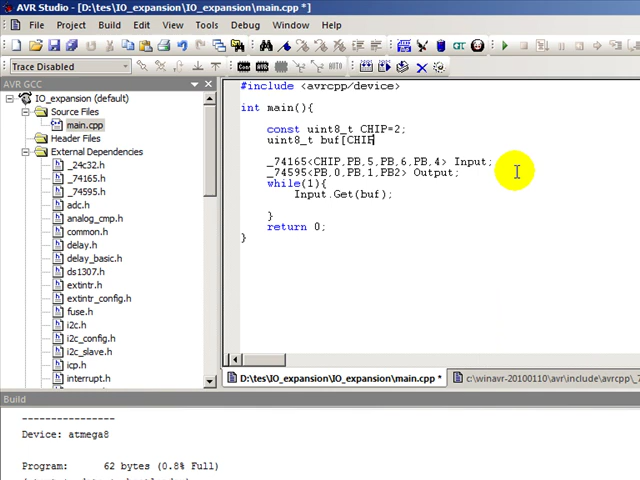 AVR Studio - [D:\tes\IO_expansion\main.cpp *]
File Project Build Edit View Tools Debug Window Help
Trace Disabled
AVR GCC
IO_expansion (default)
Source Files
main.cpp
Header Files
External Dependencies
_24c32.h
_74165.h
_74595.h
adc.h
analog_cmp.h
common.h
delay.h
delay_basic.h
ds1307.h
extintr.h
extintr_config.h
fuse.h
i2c.h
i2c_config.h
i2c_slave.h
icp.h
interrupt.h
#include <avrcpp/device>
int main(){
const uint8_t CHIP=2;
uint8_t buf[CHIP
_74165<CHIP,PB,5,PB,6,PB,4> Input;
_74595<PB,0,PB,1,PB2> Output;
while(1){
Input.Get(buf);
}
return 0;
}
D:\tes\IO_expansion\IO_expansion\main.cpp *
c:\winavr-20100110\avr\include\avrcpp\_7
Build
----------------
Device: atmega8
Program: 62 bytes (0.8% Full)